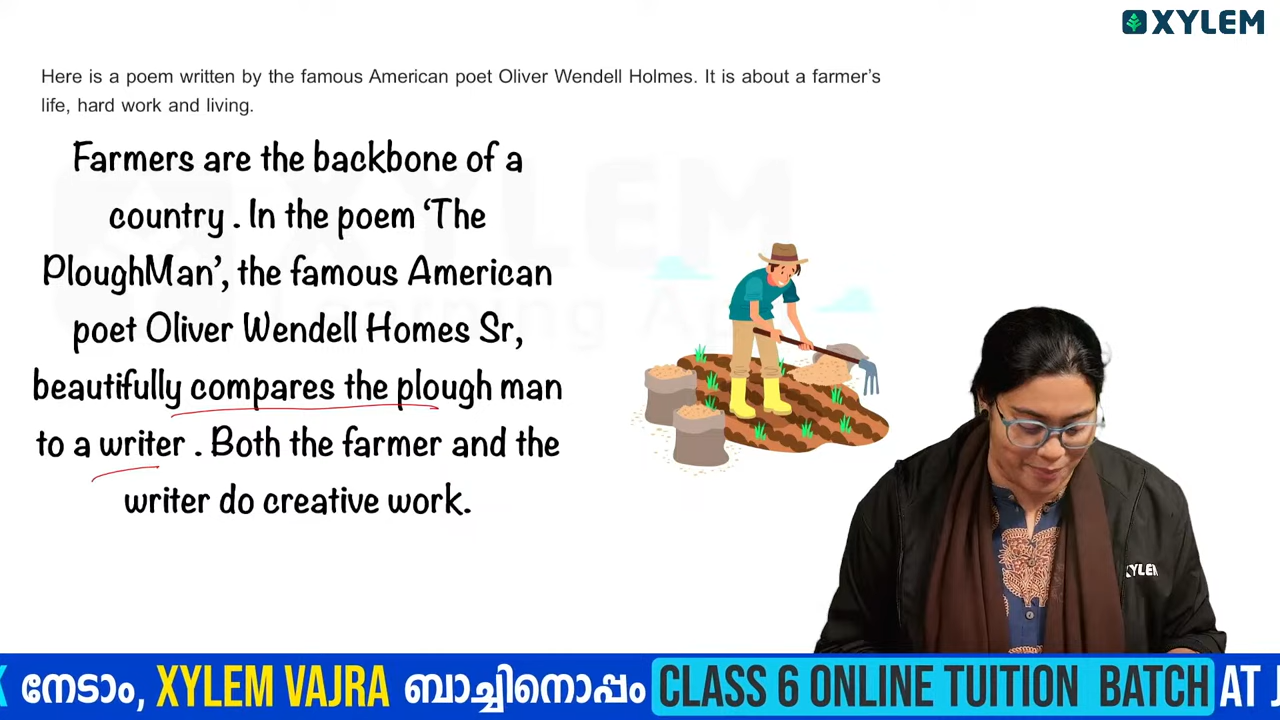 XYLEM
Here is a poem written by the famous American poet Oliver Wendell Holmes. It is about a farmer's
life, hard work and living.
Farmers are the backbone of a
country . In the poem ‘The
PloughMan’, the famous American
poet Oliver Wendell Homes Sr,
beautifully compares the plough man
to a writer . Both the farmer and the
writer do creative work.
XYLEM
Learning App
XYLEM
നേടാം, XYLEM VAJRA ബാച്ചിനൊപ്പം CLASS 6 ONLINE TUITION BATCH AT